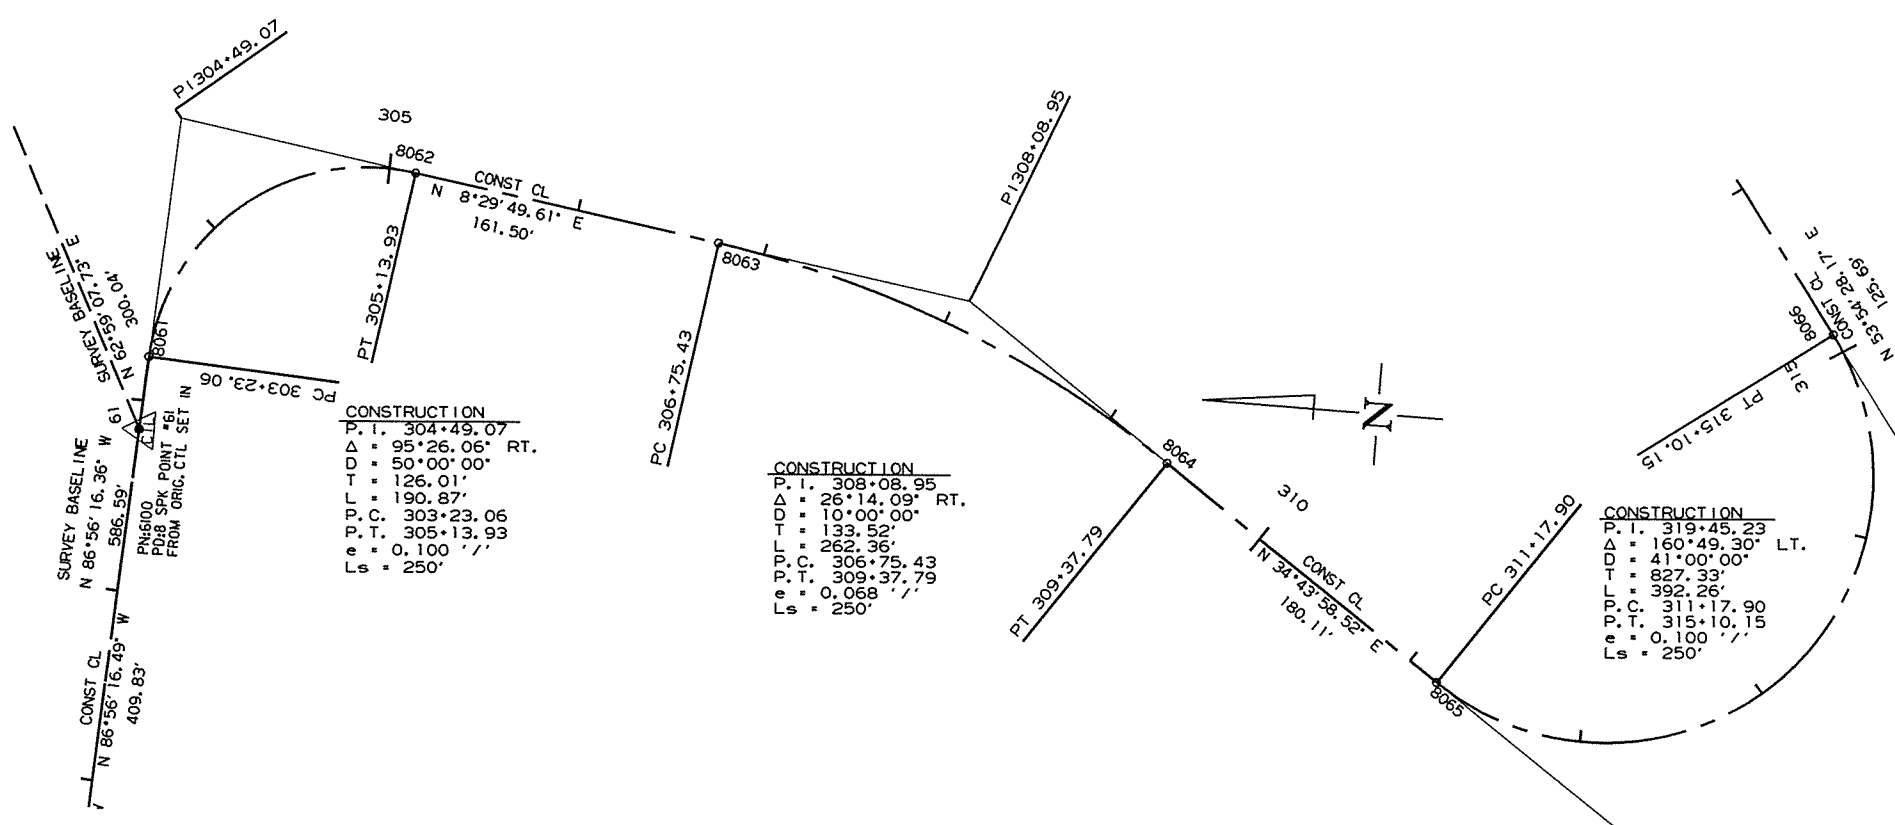 PI 304+49.07
305
8062
CONST CL
N 8°29'49.61" E
161.50'
PT 305+13.93
8063
PC 306+75.43
PI 308+08.95
SURVEY BASELINE
N 62°59'07.73" E
300.04'
8061
PC 303+23.06
61
CTL
PN:6100
PD:8 SPK POINT #61
FROM ORIG. CTL SET IN
SURVEY BASELINE
N 86°56'16.36" W
586.59'
CONST CL
N 86°56'16.49" W
409.83'
CONSTRUCTION
P.I. 304+49.07
Δ = 95°26.06" RT.
D = 50°00'00"
T = 126.01'
L = 190.87'
P.C. 303+23.06
P.T. 305+13.93
e = 0.100 '/'
Ls = 250'
CONSTRUCTION
P.I. 308+08.95
Δ = 26°14.09" RT.
D = 10°00'00"
T = 133.52'
L = 262.36'
P.C. 306+75.43
P.T. 309+37.79
e = 0.068 '/'
Ls = 250'
N
8064
PT 309+37.79
310
CONST CL
N 34°43'58.52" E
180.11'
8065
PC 311+17.90
CONSTRUCTION
P.I. 319+45.23
Δ = 160°49.30" LT.
D = 41°00'00"
T = 827.33'
L = 392.26'
P.C. 311+17.90
P.T. 315+10.15
e = 0.100 '/'
Ls = 250'
PT 315+10.15
315
8066
CONST CL
N 53°54'28.17" E
125.69'